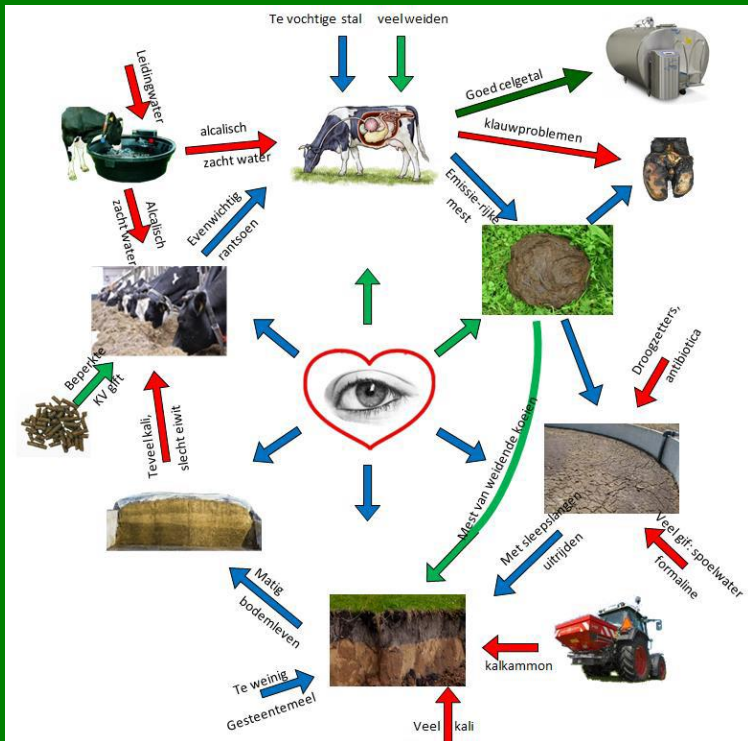 Te vochtige stal
veel weiden
Leidingwater
Goed celgetal
alcalisch
zacht water
klauwproblemen
Alcalisch
zacht water
Evenwichtig
rantsoen
Emissie-rijke
mest
Droogzetters,
antibiotica
Beperkte
KV gift
Teveel kali,
slecht eiwit
Mest van weidende koeien
Met sleepslangen
uitrijden
Veel gif: spoelwater
formaline
Matig
bodemleven
kalkammon
Te weinig
Gesteentemeel
Veel kali